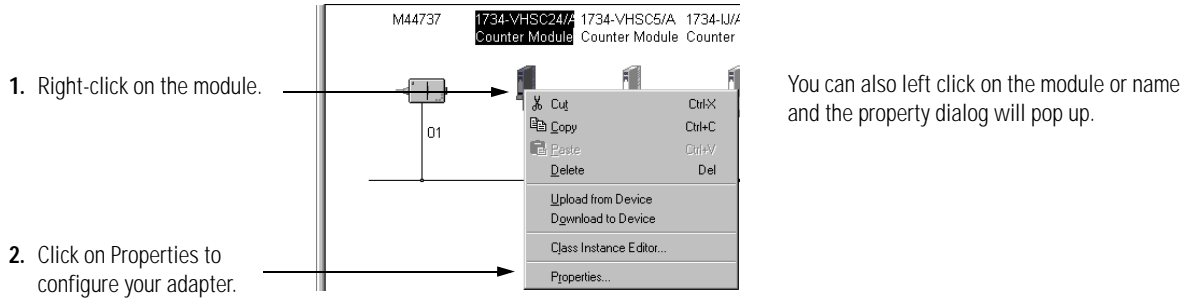 M44737 1734-VHSC24/A 1734-VHSC5/A 1734-IJ/A
Counter Module Counter Module Counter
1. Right-click on the module.
You can also left click on the module or name
and the property dialog will pop up.
01
Cut Ctrl-X
Copy Ctrl+C
Paste Ctrl+V
Delete Del
Upload from Device
Download to Device
Class Instance Editor...
Properties...
2. Click on Properties to
configure your adapter.